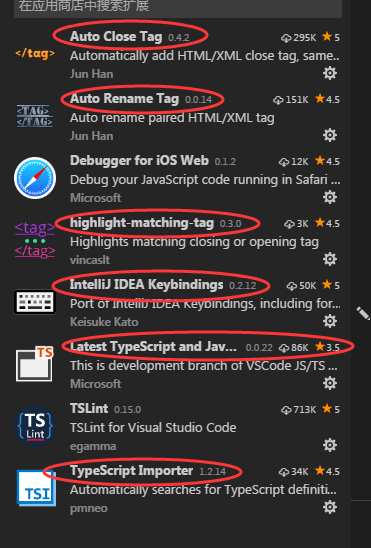 在应用商店中搜索扩展
</tag>
Auto Close Tag 0.4.2 295K ★5
Automatically add HTML/XML close tag, same...
Jun Han
<TAG>
</TAG>
Auto Rename Tag 0.0.14 151K ★4.5
Auto rename paired HTML/XML tag
Jun Han
Debugger for iOS Web 0.1.2 12K ★4.5
Debug your JavaScript code running in Safari ...
Microsoft
<tag>
</tag>
highlight-matching-tag 0.3.0 3K ★4.5
Highlights matching closing or opening tag
vincaslt
IntelliJ IDEA Keybindings 0.2.12 50K ★5
Port of IntelliJ IDEA Keybindings, including for...
Keisuke Kato
TS
Latest TypeScript and Jav... 0.0.22 86K ★3.5
This is development branch of VSCode JS/TS ...
Microsoft
TS
Lint
TSLint 0.15.0 713K ★5
TSLint for Visual Studio Code
egamma
TSI
TypeScript Importer 1.2.14 34K ★4.5
Automatically searches for TypeScript definiti...
pmneo